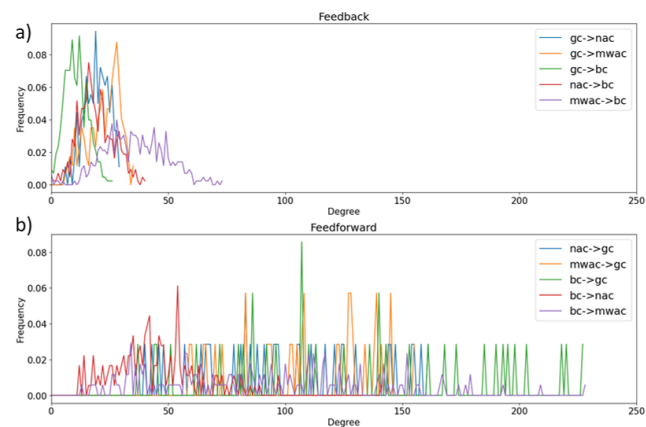 a)
Feedback
0.08
0.06
0.04
0.02
0.00
Frequency
gc->nac
gc->mwac
gc->bc
nac->bc
mwac->bc
0 50 100 150 200 250
Degree
b)
Feedforward
0.08
0.06
0.04
0.02
0.00
Frequency
nac->gc
mwac->gc
bc->gc
bc->nac
bc->mwac
0 50 100 150 200 250
Degree